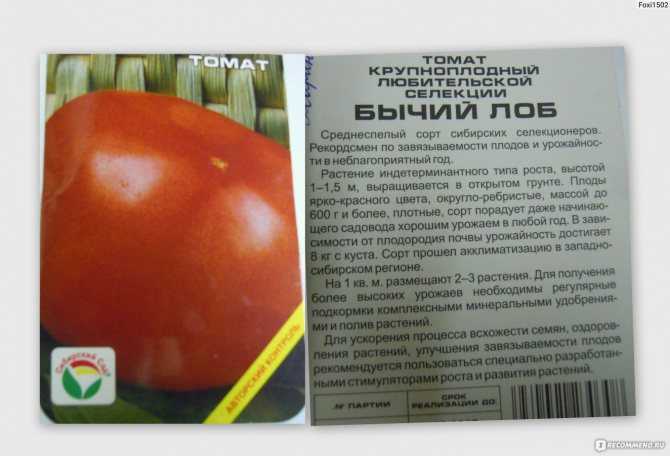 Foxi1502
ТОМАТ
Сибирский Сад
АВТОРСКИЙ КОНТРОЛЬ
ТОМАТ
КРУПНОПЛОДНЫЙ
ЛЮБИТЕЛЬСКОЙ
СЕЛЕКЦИИ
БЫЧИЙ ЛОБ
Среднеспелый сорт сибирских селекционеров.
Рекордсмен по завязываемости плодов и урожайнос-
ти в неблагоприятный год.
Растение индетерминантного типа роста, высотой
1–1,5 м, выращивается в открытом грунте. Плоды
ярко-красного цвета, округло-ребристые, массой до
600 г и более, плотные, сорт порадует даже начинаю-
щего садовода хорошим урожаем в любой год. В зави-
симости от плодородия почвы урожайность достигает
8 кг с куста. Сорт прошел акклиматизацию в западно-
сибирском регионе.
На 1 кв. м. размещают 2–3 растения. Для получения
более высоких урожаев необходимы регулярные
подкормки комплексными минеральными удобрения-
ми и полив растений.
Для ускорения процесса всхожести семян, оздоров-
ления растений, улучшения завязываемости плодов
рекомендуется пользоваться специально разработан-
ными стимуляторами роста и развития растений.
№ ПАРТИИ
СРОК
РЕАЛИЗАЦИИ ДО:
I RECOMMEND.RU